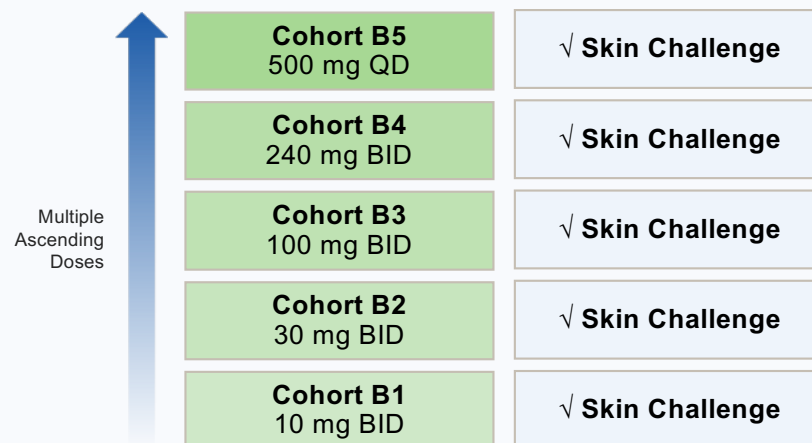 Cohort B5
500 mg QD
√ Skin Challenge
Cohort B4
240 mg BID
√ Skin Challenge
Multiple
Ascending
Doses
Cohort B3
100 mg BID
√ Skin Challenge
Cohort B2
30 mg BID
√ Skin Challenge
Cohort B1
10 mg BID
√ Skin Challenge